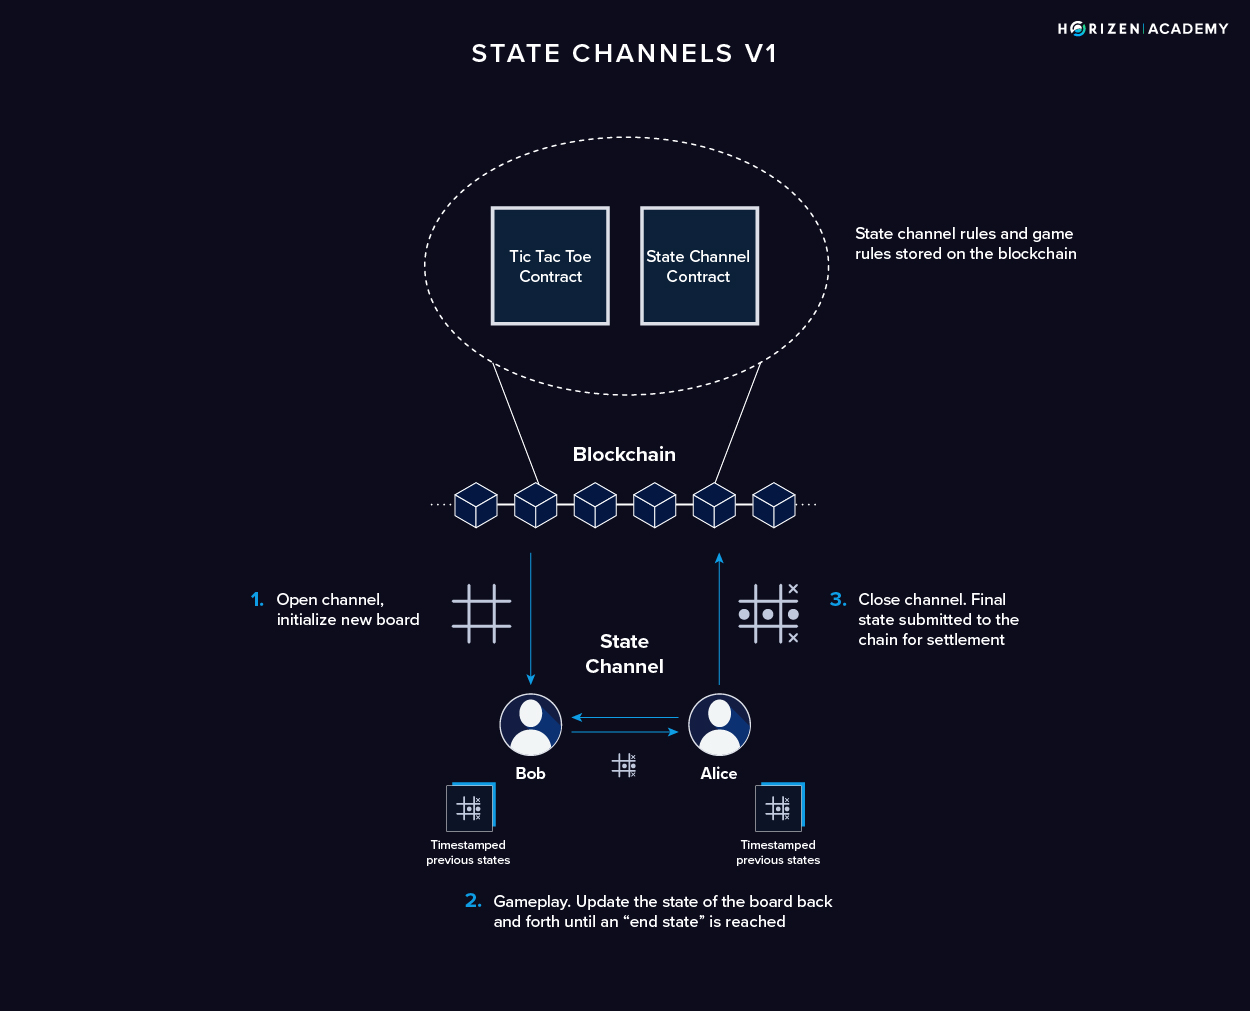 HORIZEN ACADEMY
STATE CHANNELS V1
Tic Tac Toe
Contract
State Channel
Contract
State channel rules and game
rules stored on the blockchain
Blockchain
1. Open channel,
initialize new board
State
Channel
3. Close channel. Final
state submitted to the
chain for settlement
Bob
Alice
Timestamped
previous states
Timestamped
previous states
2. Gameplay. Update the state of the board back
and forth until an “end state” is reached